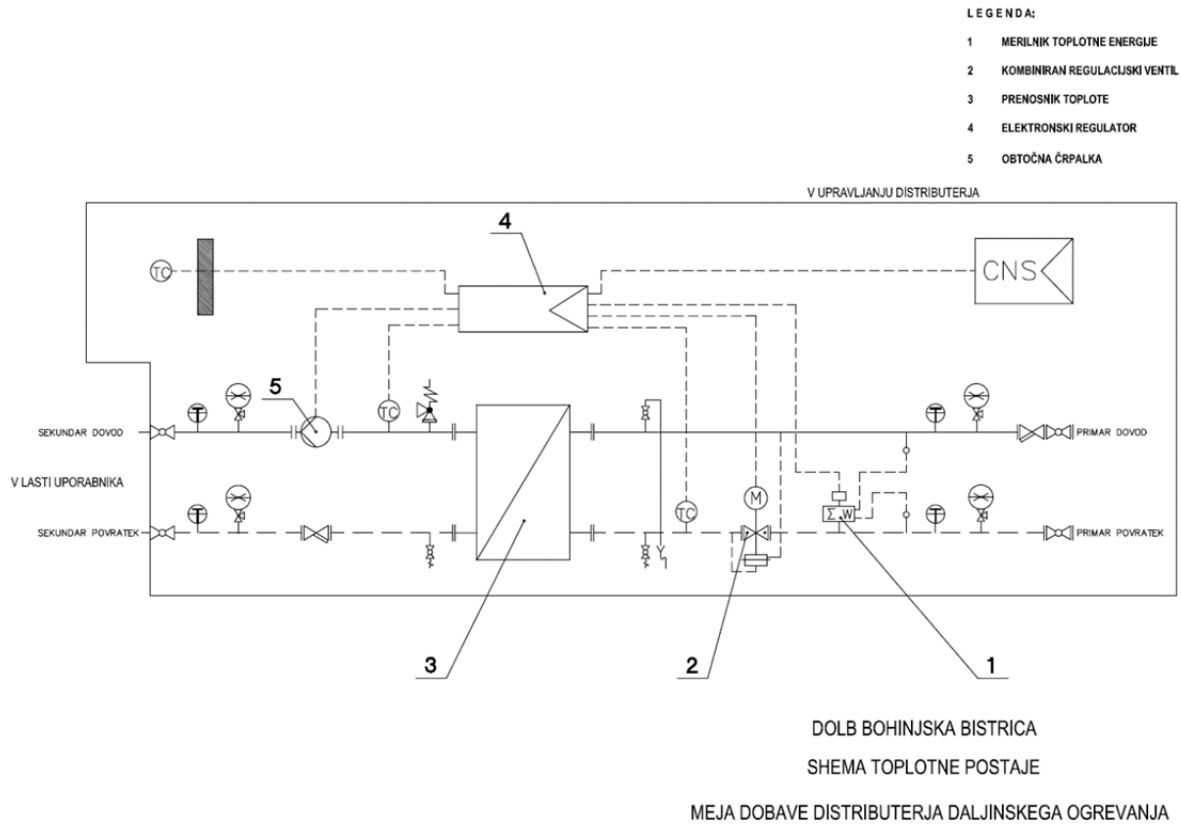 LEGENDA:
1 MERILNIK TOPLOTNE ENERGIJE
2 KOMBINIRAN REGULACIJSKI VENTIL
3 PRENOSNIK TOPLOTE
4 ELEKTRONSKI REGULATOR
5 OBTOČNA ČRPALKA
V UPRAVLJANJU DISTRIBUTERJA
4
TC
CNS
5
TC
T
T
SEKUNDAR DOVOD
PRIMAR DOVOD
V LASTI UPORABNIKA
M
T
TC
Σ W
T
SEKUNDAR POVRATEK
PRIMAR POVRATEK
3
2
1
DOLB BOHINJSKA BISTRICA
SHEMA TOPLOTNE POSTAJE
MEJA DOBAVE DISTRIBUTERJA DALJINSKEGA OGREVANJA